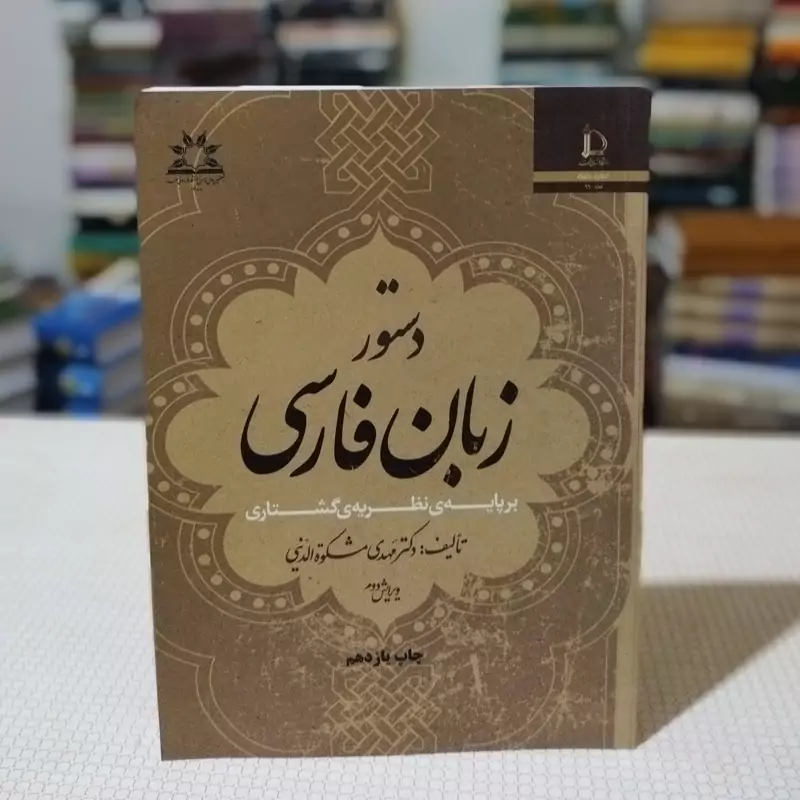 دستور
زبان فارسی
بر پایه‌ی نظریه‌ی گشتاری
تألیف: دکتر مهدی مشکوةالدینی
ویرایش دوم
چاپ یازدهم